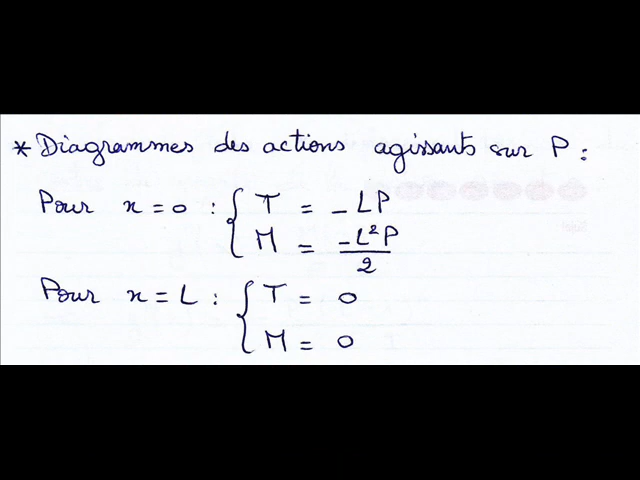 * Diagrammes des actions agissants sur P :
Pour x = 0 : { T = - LP
M = -L²P/2
Pour x = L : { T = 0
M = 0